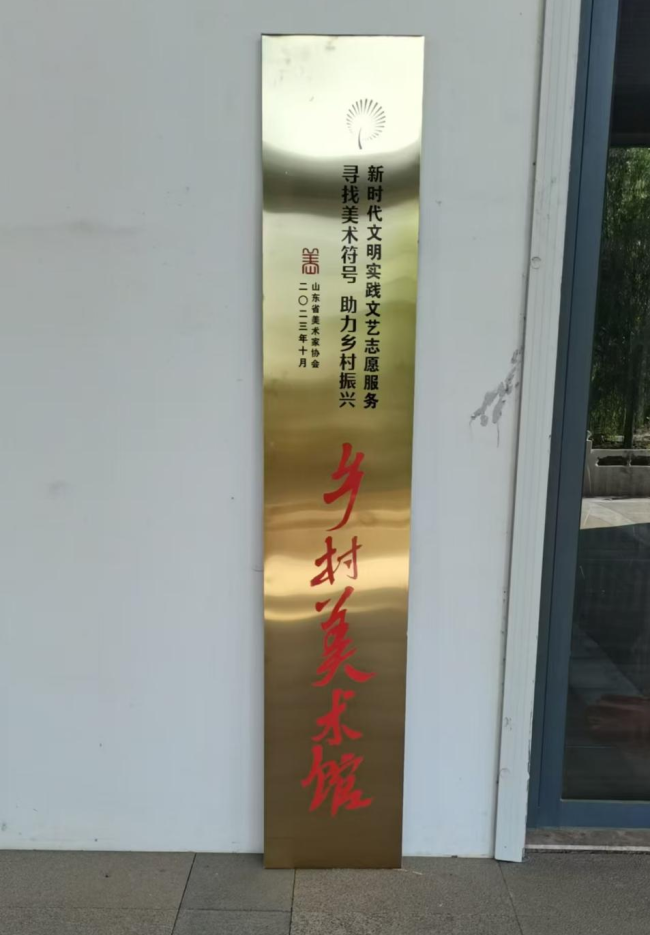 新时代文明实践文艺志愿服务
寻找美术符号 助力乡村振兴
山东省美术家协会
二〇二三年十月
乡村美术馆